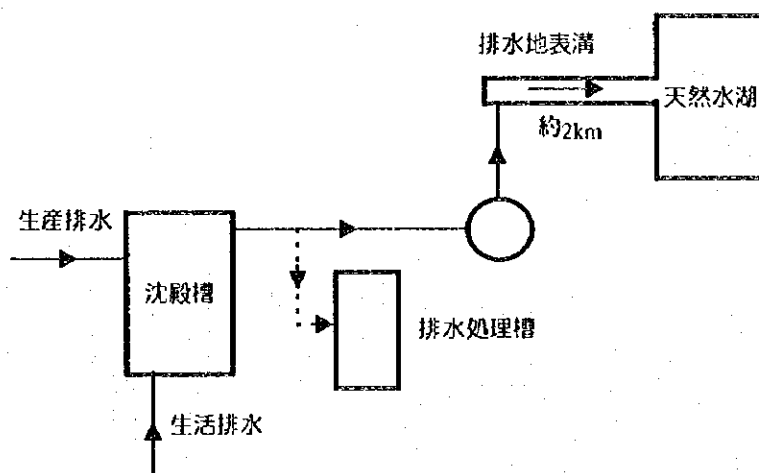 排水地表溝
天然水湖
約2km
生産排水
沈殿槽
排水処理槽
生活排水